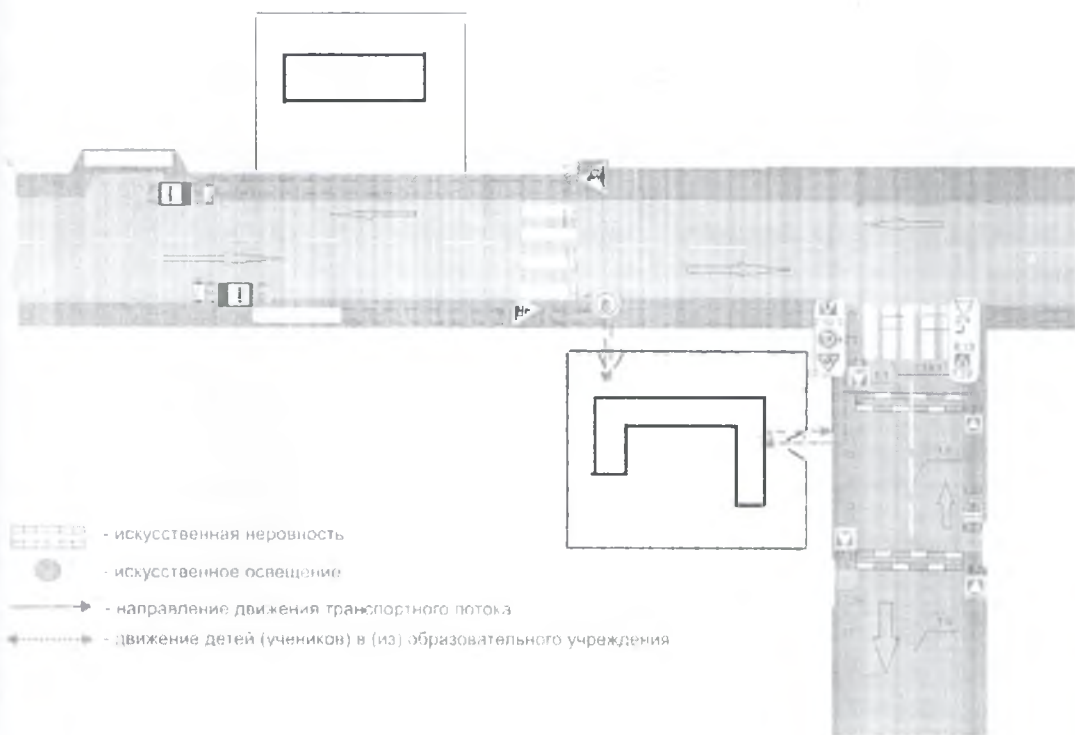 - искусственная неровность
- искусственное освещение
- направление движения транспортного потока
- движение детей (учеников) в (из) образовательного учреждения